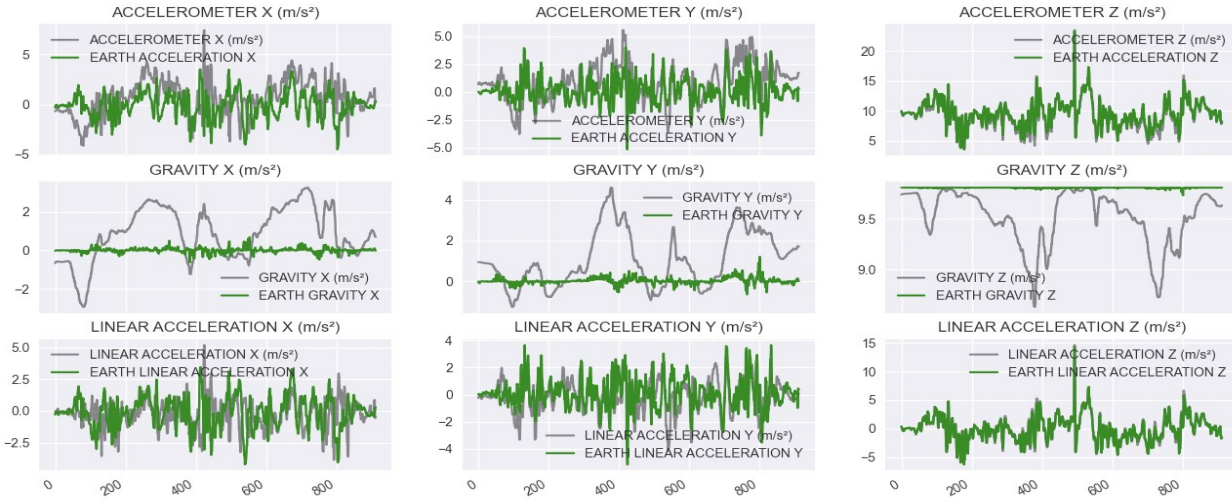 ACCELEROMETER X (m/s²)
ACCELEROMETER X (m/s²)
EARTH ACCELERATION X
5
0
−5
ACCELEROMETER Y (m/s²)
5.0
2.5
0.0
−2.5
−5.0
ACCELEROMETER Y (m/s²)
EARTH ACCELERATION Y
ACCELEROMETER Z (m/s²)
ACCELEROMETER Z (m/s²)
EARTH ACCELERATION Z
20
15
10
5
GRAVITY X (m/s²)
2
0
−2
GRAVITY X (m/s²)
EARTH GRAVITY X
GRAVITY Y (m/s²)
GRAVITY Y (m/s²)
EARTH GRAVITY Y
4
2
0
GRAVITY Z (m/s²)
9.5
9.0
GRAVITY Z (m/s²)
EARTH GRAVITY Z
LINEAR ACCELERATION X (m/s²)
LINEAR ACCELERATION X (m/s²)
EARTH LINEAR ACCELERATION X
5.0
2.5
0.0
−2.5
0
200
400
600
800
LINEAR ACCELERATION Y (m/s²)
4
2
0
−2
−4
LINEAR ACCELERATION Y (m/s²)
EARTH LINEAR ACCELERATION Y
0
200
400
600
800
LINEAR ACCELERATION Z (m/s²)
LINEAR ACCELERATION Z (m/s²)
EARTH LINEAR ACCELERATION Z
15
10
5
0
−5
0
200
400
600
800